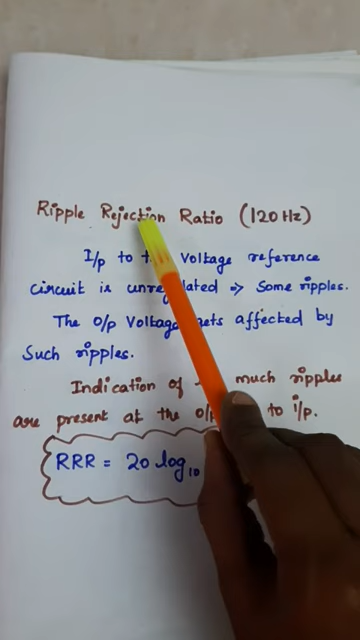 Ripple Rejection Ratio (120 Hz)
I/p to Voltage reference
circuit is unregulated => Some ripples.
The O/p Voltage gets affected by
Such ripples.
Indication of much ripples
are present at the O/p to i/p.
RRR = 20 log10